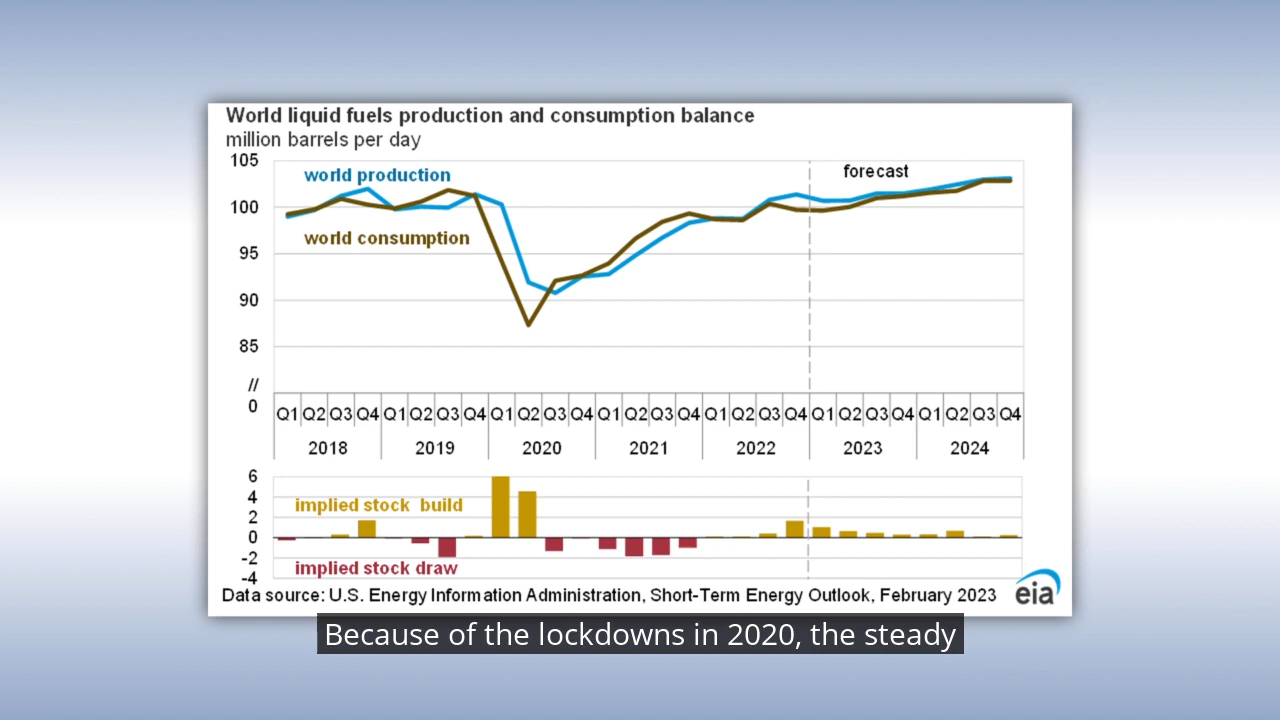 World liquid fuels production and consumption balance
million barrels per day
105
world production
forecast
100
world consumption
95
90
85
//
0
Q1 Q2 Q3 Q4 Q1 Q2 Q3 Q4 Q1 Q2 Q3 Q4 Q1 Q2 Q3 Q4 Q1 Q2 Q3 Q4 Q1 Q2 Q3 Q4 Q1 Q2 Q3 Q4
2018 2019 2020 2021 2022 2023 2024
6
implied stock build
4
2
0
-2
implied stock draw
-4
Data source: U.S. Energy Information Administration, Short-Term Energy Outlook, February 2023
eia
Because of the lockdowns in 2020, the steady